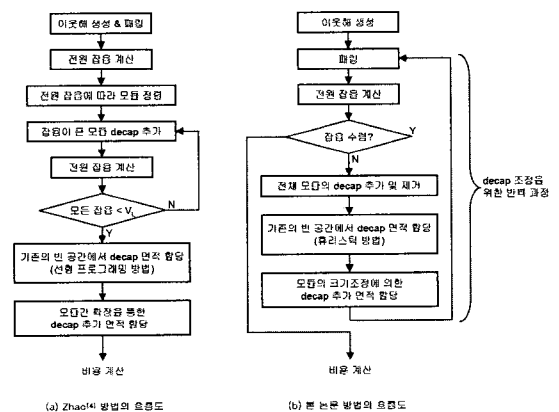 이웃해 생성 & 패킹
전원 잡음 계산
전원 잡음에 따라 모듈 정렬
잡음이 큰 모듈 decap 추가
전원 잡음 계산
모든 잡음 < V_L
N
Y
기존의 빈 공간에서 decap 면적 할당
(선형 프로그래밍 방법)
모듈간 확장을 통한
decap 추가 면적 할당
비용 계산
(a) Zhao[4] 방법의 흐름도
이웃해 생성
패킹
전원 잡음 계산
잡음 수렴?
Y
N
전체 모듈의 decap 추가 및 제거
기존의 빈 공간에서 decap 면적 할당
(휴리스틱 방법)
모듈의 크기조정에 의한
decap 추가 면적 할당
decap 조정을
위한 반복 과정
비용 계산
(b) 본 논문 방법의 흐름도